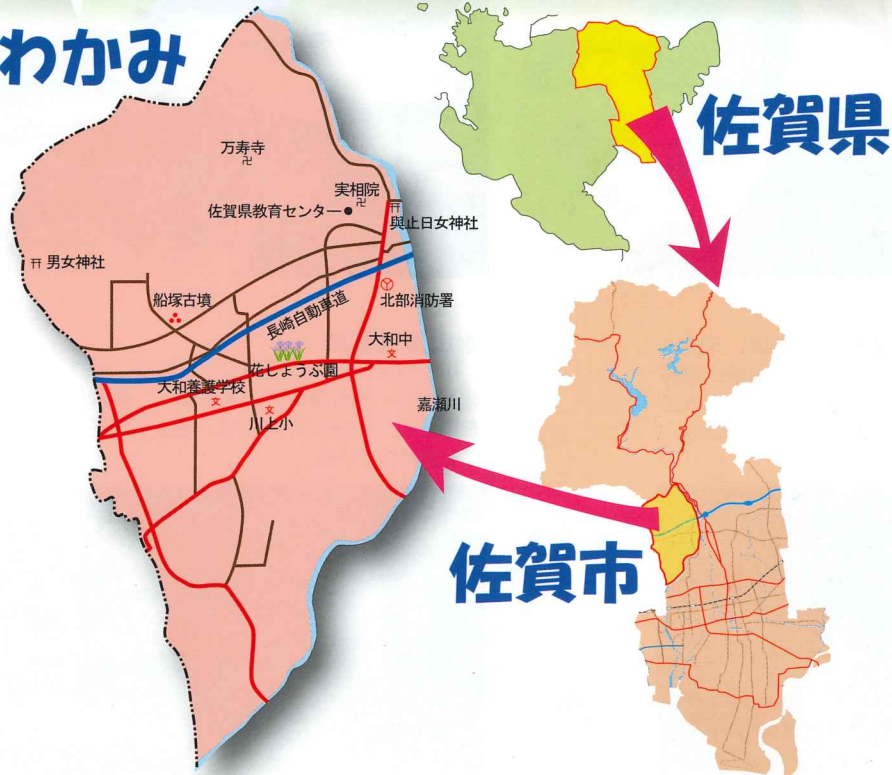 わかみ
佐賀県
万寿寺
実相院
佐賀県教育センター
與止日女神社
男女神社
船塚古墳
北部消防署
長崎自動車道
大和中
花しょうぶ園
大和養護学校
川上小
嘉瀬川
佐賀市